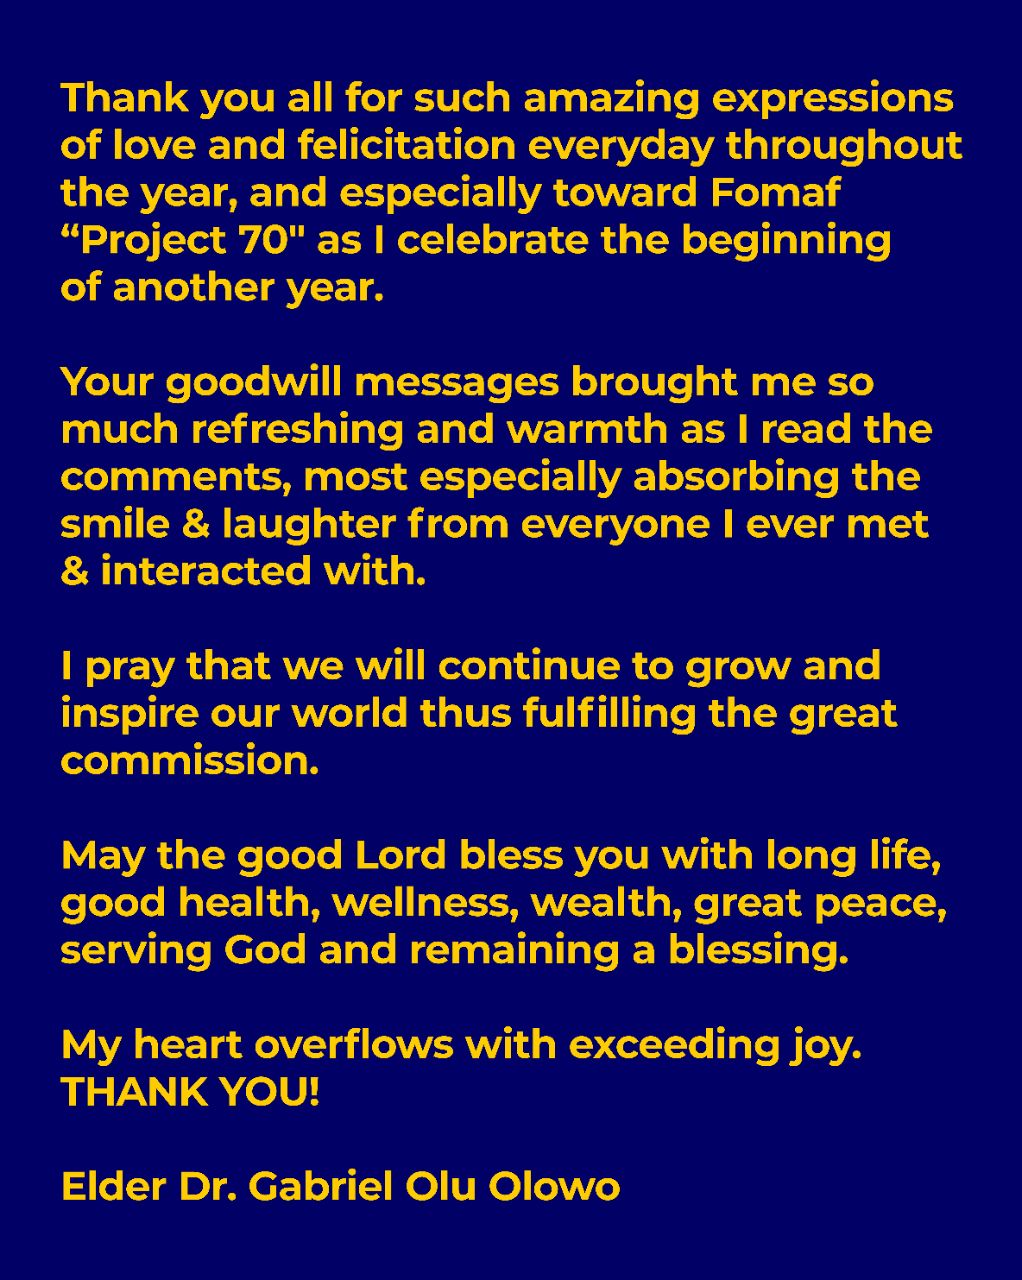 Thank you all for such amazing expressions
of love and felicitation everyday throughout
the year, and especially toward Fomaf
“Project 70" as I celebrate the beginning
of another year.
Your goodwill messages brought me so
much refreshing and warmth as I read the
comments, most especially absorbing the
smile & laughter from everyone I ever met
& interacted with.
I pray that we will continue to grow and
inspire our world thus fulfilling the great
commission.
May the good Lord bless you with long life,
good health, wellness, wealth, great peace,
serving God and remaining a blessing.
My heart overflows with exceeding joy.
THANK YOU!
Elder Dr. Gabriel Olu Olowo